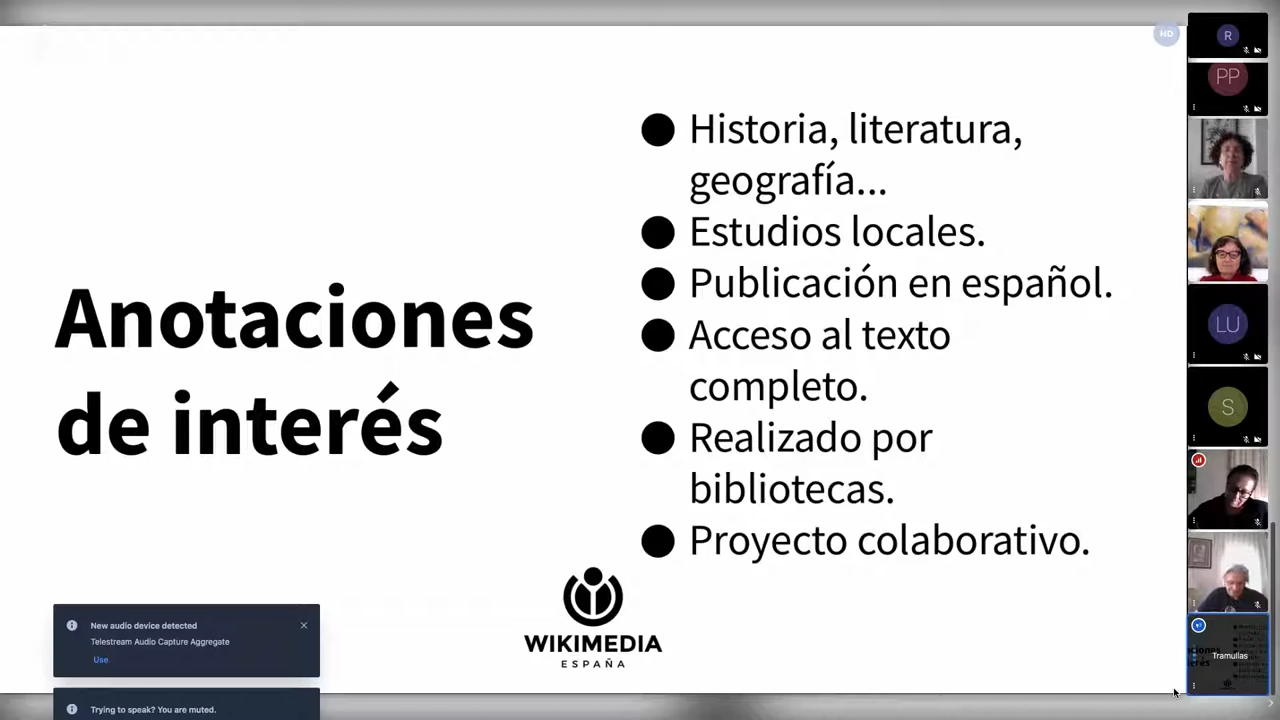 Anotaciones
de interés
● Historia, literatura,
geografía...
● Estudios locales.
● Publicación en español.
● Acceso al texto
completo.
● Realizado por
bibliotecas.
● Proyecto colaborativo.
WIKIMEDIA
ESPAÑA
New audio device detected
Telestream Audio Capture Aggregate
Use
Trying to speak? You are muted.
HD
R
PP
LU
S
Tramullas